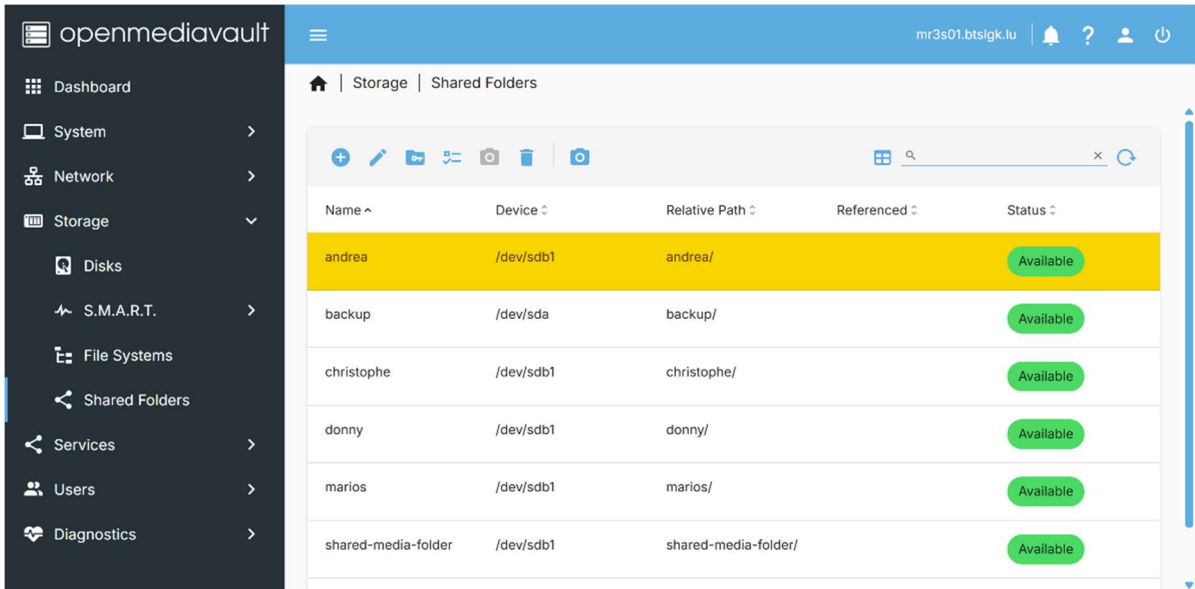 openmediavault
mr3s01.btslgk.lu
Dashboard
System
Network
Storage
Disks
S.M.A.R.T.
File Systems
Shared Folders
Services
Users
Diagnostics
Storage | Shared Folders
Name Device Relative Path Referenced Status
andrea /dev/sdb1 andrea/ Available
backup /dev/sda backup/ Available
christophe /dev/sdb1 christophe/ Available
donny /dev/sdb1 donny/ Available
marios /dev/sdb1 marios/ Available
shared-media-folder /dev/sdb1 shared-media-folder/ Available